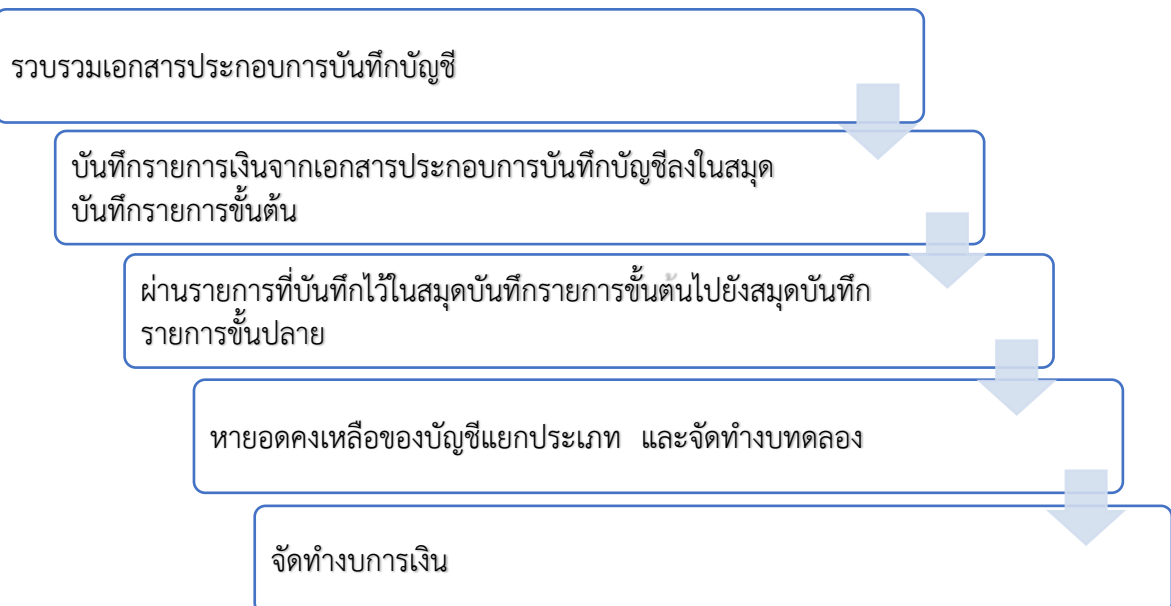 รวบรวมเอกสารประกอบการบันทึกบัญชี
บันทึกรายการเงินจากเอกสารประกอบการบันทึกบัญชีลงในสมุด
บันทึกรายการขั้นต้น
ผ่านรายการที่บันทึกไว้ในสมุดบันทึกรายการขั้นต้นไปยังสมุดบันทึก
รายการขั้นปลาย
หายอดคงเหลือของบัญชีแยกประเภท และจัดทำงบทดลอง
จัดทำงบการเงิน